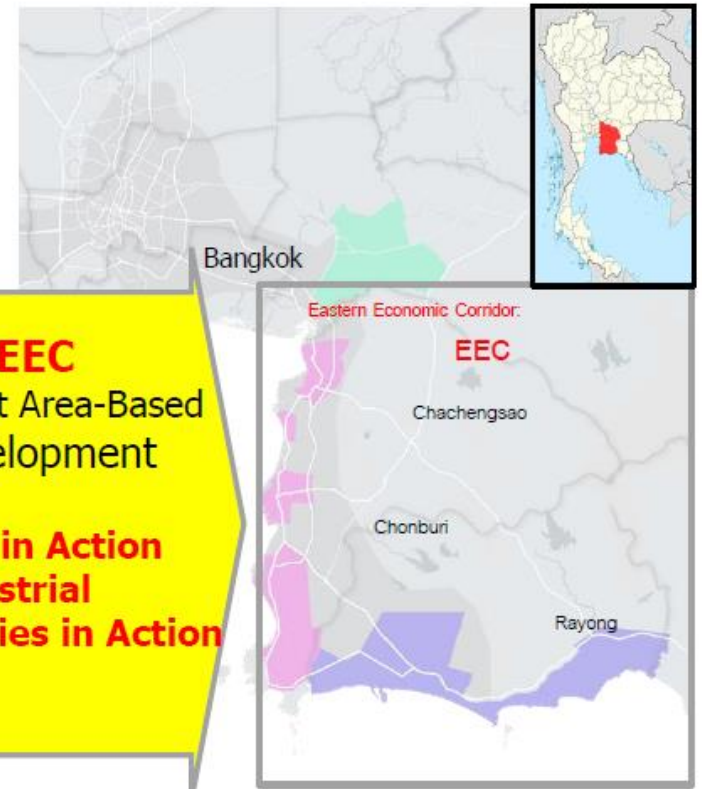 Bangkok
Eastern Economic Corridor:
EEC
Chachengsao
Chonburi
Rayong
EEC
t Area-Based
elopment
in Action
strial
ies in Action